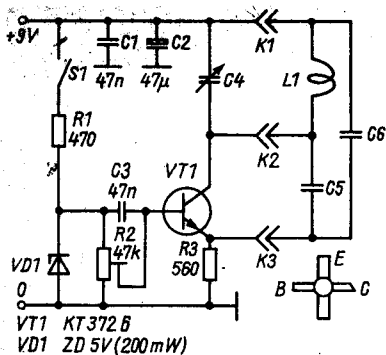 +9V
S1
C1
47n
C2
47µ
C4
K1
L1
C6
R1
470
K2
C3
47n
VT1
C5
R2
47k
R3
560
K3
VD1
0
E
B
C
VT1 KT372Б
VD1 ZD 5V (200mW)